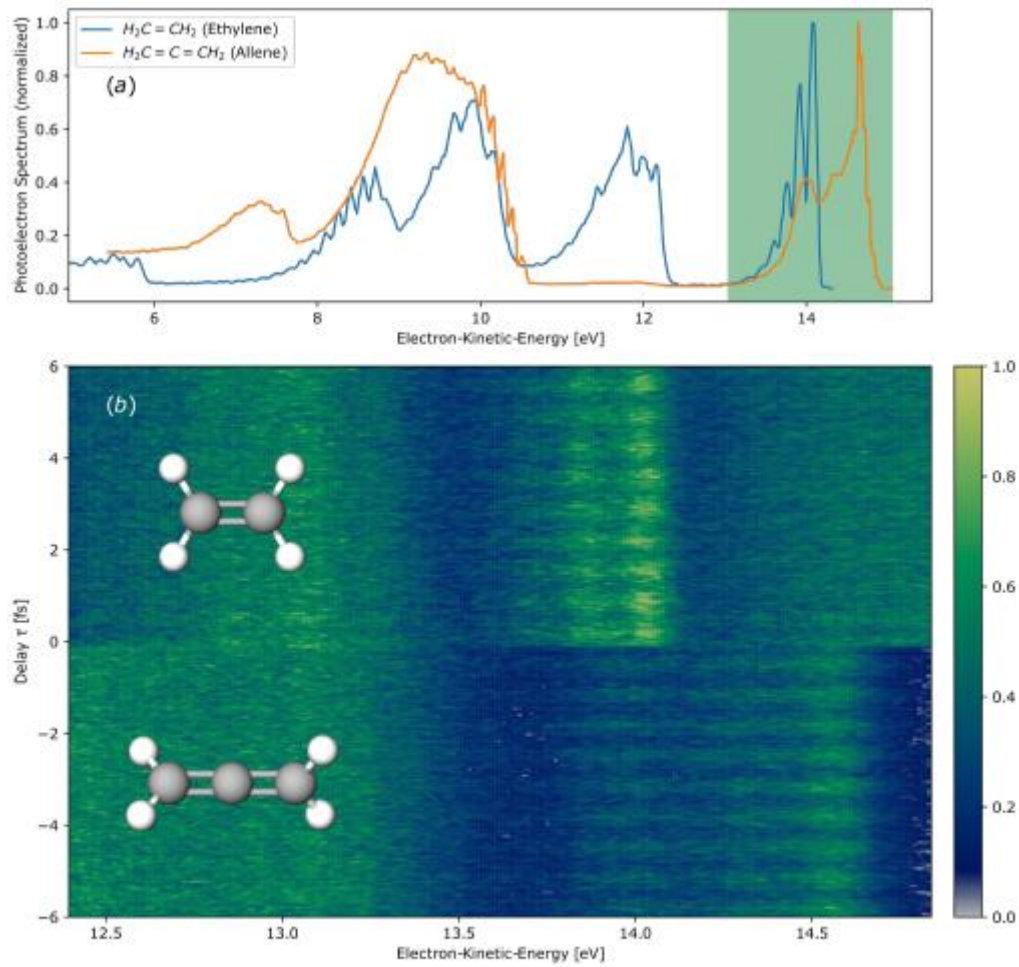 H₂C = CH₂ (Ethylene)
H₂C = C = CH₂ (Allene)
(a)
Photoelectron Spectrum (normalized)
1.0
0.8
0.6
0.4
0.2
0.0
6 8 10 12 14
Electron-Kinetic-Energy [eV]
(b)
Delay τ [fs]
6
4
2
0
−2
−4
−6
12.5 13.0 13.5 14.0 14.5
Electron-Kinetic-Energy [eV]
1.0
0.8
0.6
0.4
0.2
0.0